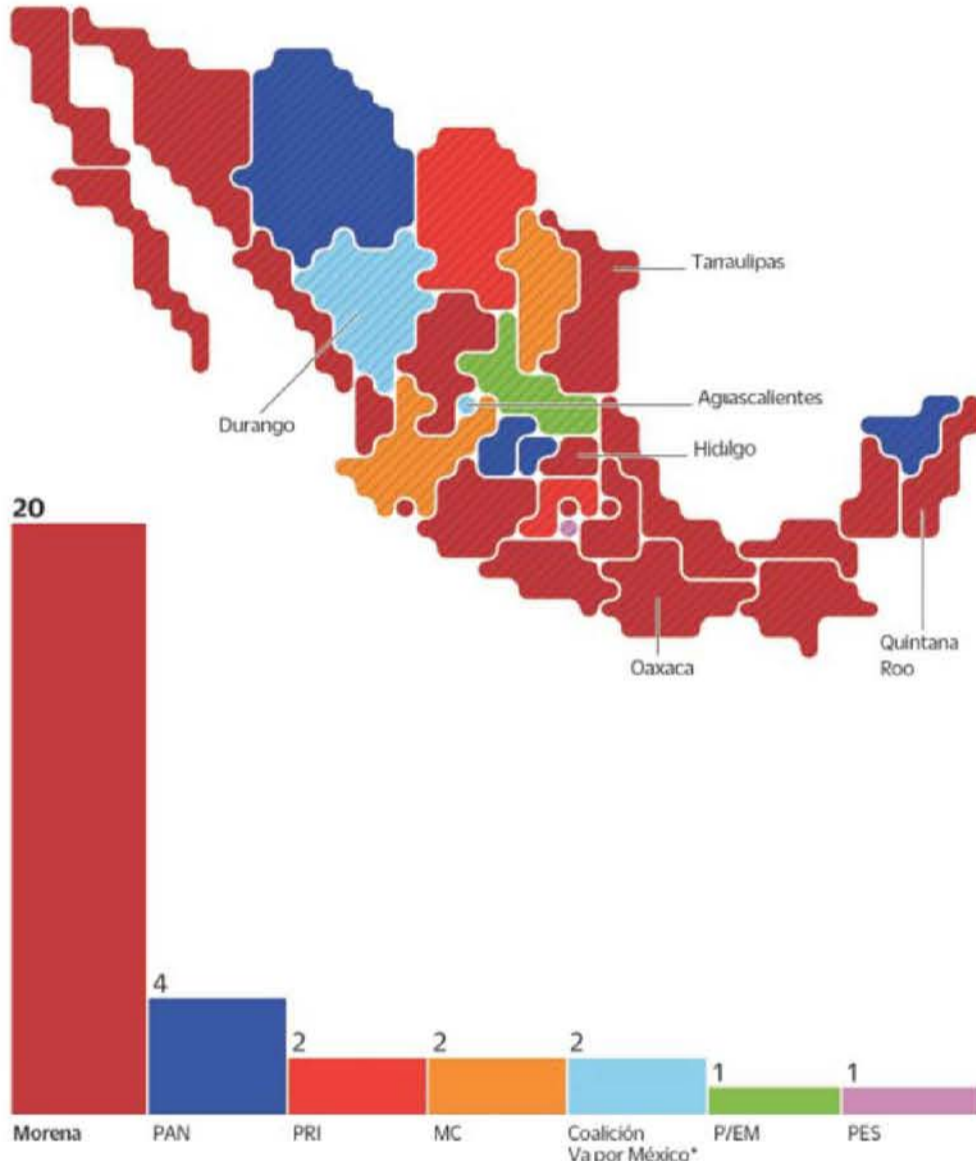 Tarraulipas
Aguascalientes
Durango
Hidalgo
20
Quintana
Roo
Oaxaca
4
2
2
2
1
1
Morena
PAN
PRI
MC
Coalición
Va por México*
P/EM
PES